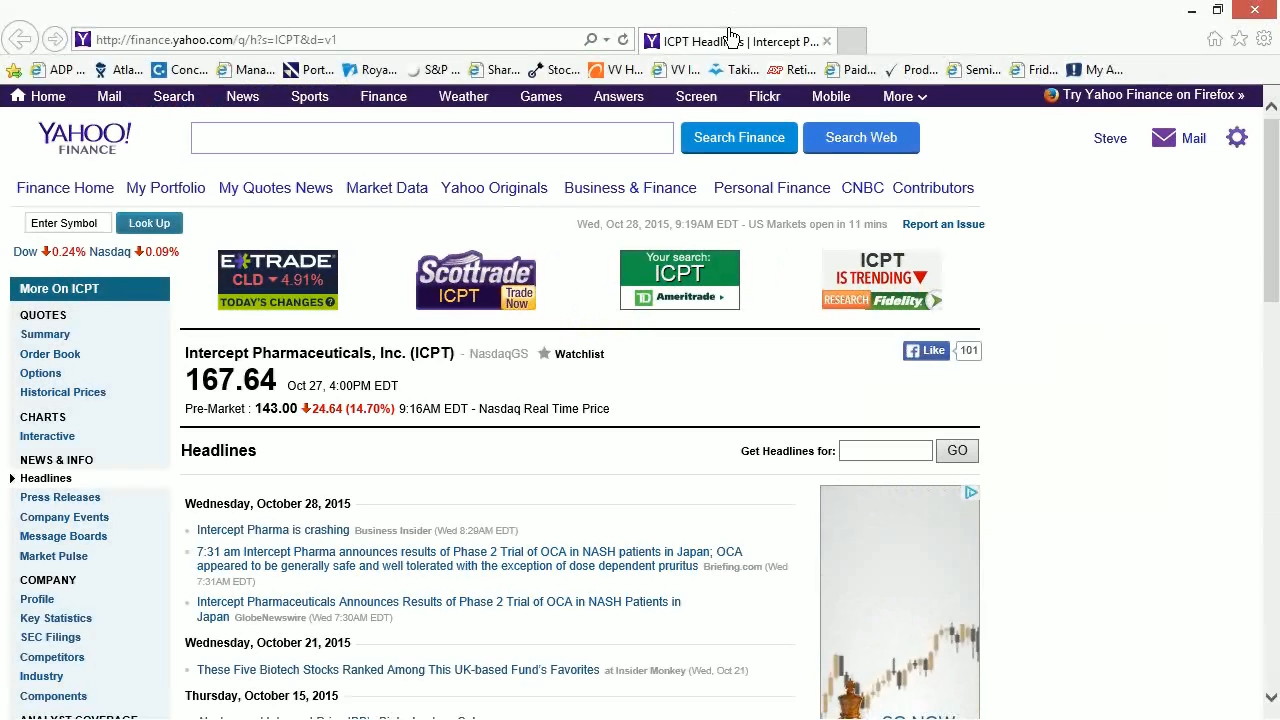 http://finance.yahoo.com/q/h?s=ICPT&d=v1
ICPT Headlines | Intercept P...
ADP ... Atla... Conc... Mana... Port... Roya... S&P ... Shar... Stoc... VV H... VV I... Taki... Reti... Paid... Prod... Semi... Frid... My A...
Home Mail Search News Sports Finance Weather Games Answers Screen Flickr Mobile More Try Yahoo Finance on Firefox »
YAHOO!
FINANCE
Search Finance Search Web
Steve Mail
Finance Home My Portfolio My Quotes News Market Data Yahoo Originals Business & Finance Personal Finance CNBC Contributors
Enter Symbol Look Up
Wed, Oct 28, 2015, 9:19AM EDT - US Markets open in 11 mins Report an Issue
Dow 0.24% Nasdaq 0.09%
E*TRADE
CLD 4.91%
TODAY'S CHANGES
Scottrade
ICPT Trade Now
Your search:
ICPT
TD Ameritrade
ICPT
IS TRENDING
RESEARCH Fidelity
More On ICPT
QUOTES
Summary
Order Book
Options
Historical Prices
CHARTS
Interactive
NEWS & INFO
Headlines
Press Releases
Company Events
Message Boards
Market Pulse
COMPANY
Profile
Key Statistics
SEC Filings
Competitors
Industry
Components
ANALYST COVERAGE
Intercept Pharmaceuticals, Inc. (ICPT) - NasdaqGS Watchlist
Like 101
167.64 Oct 27, 4:00PM EDT
Pre-Market : 143.00 24.64 (14.70%) 9:16AM EDT - Nasdaq Real Time Price
Headlines
Get Headlines for: GO
Wednesday, October 28, 2015
Intercept Pharma is crashing Business Insider (Wed 8:29AM EDT)
7:31 am Intercept Pharma announces results of Phase 2 Trial of OCA in NASH patients in Japan; OCA
appeared to be generally safe and well tolerated with the exception of dose dependent pruritus Briefing.com (Wed
7:31AM EDT)
Intercept Pharmaceuticals Announces Results of Phase 2 Trial of OCA in NASH Patients in
Japan GlobeNewswire (Wed 7:30AM EDT)
Wednesday, October 21, 2015
These Five Biotech Stocks Ranked Among This UK-based Fund's Favorites at Insider Monkey (Wed, Oct 21)
Thursday, October 15, 2015